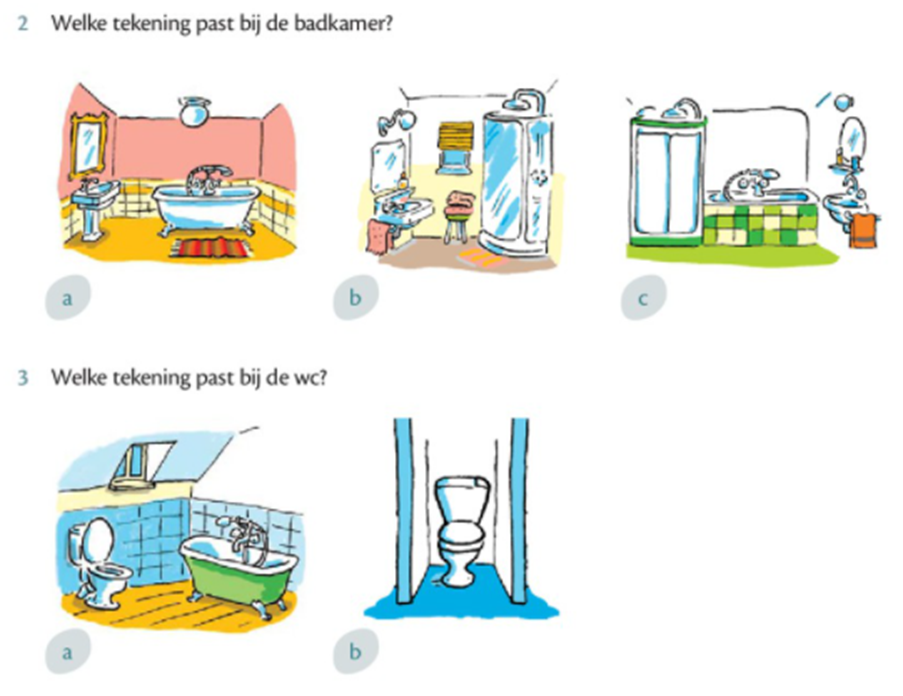 2 Welke tekening past bij de badkamer?
a b c
3 Welke tekening past bij de wc?
a b